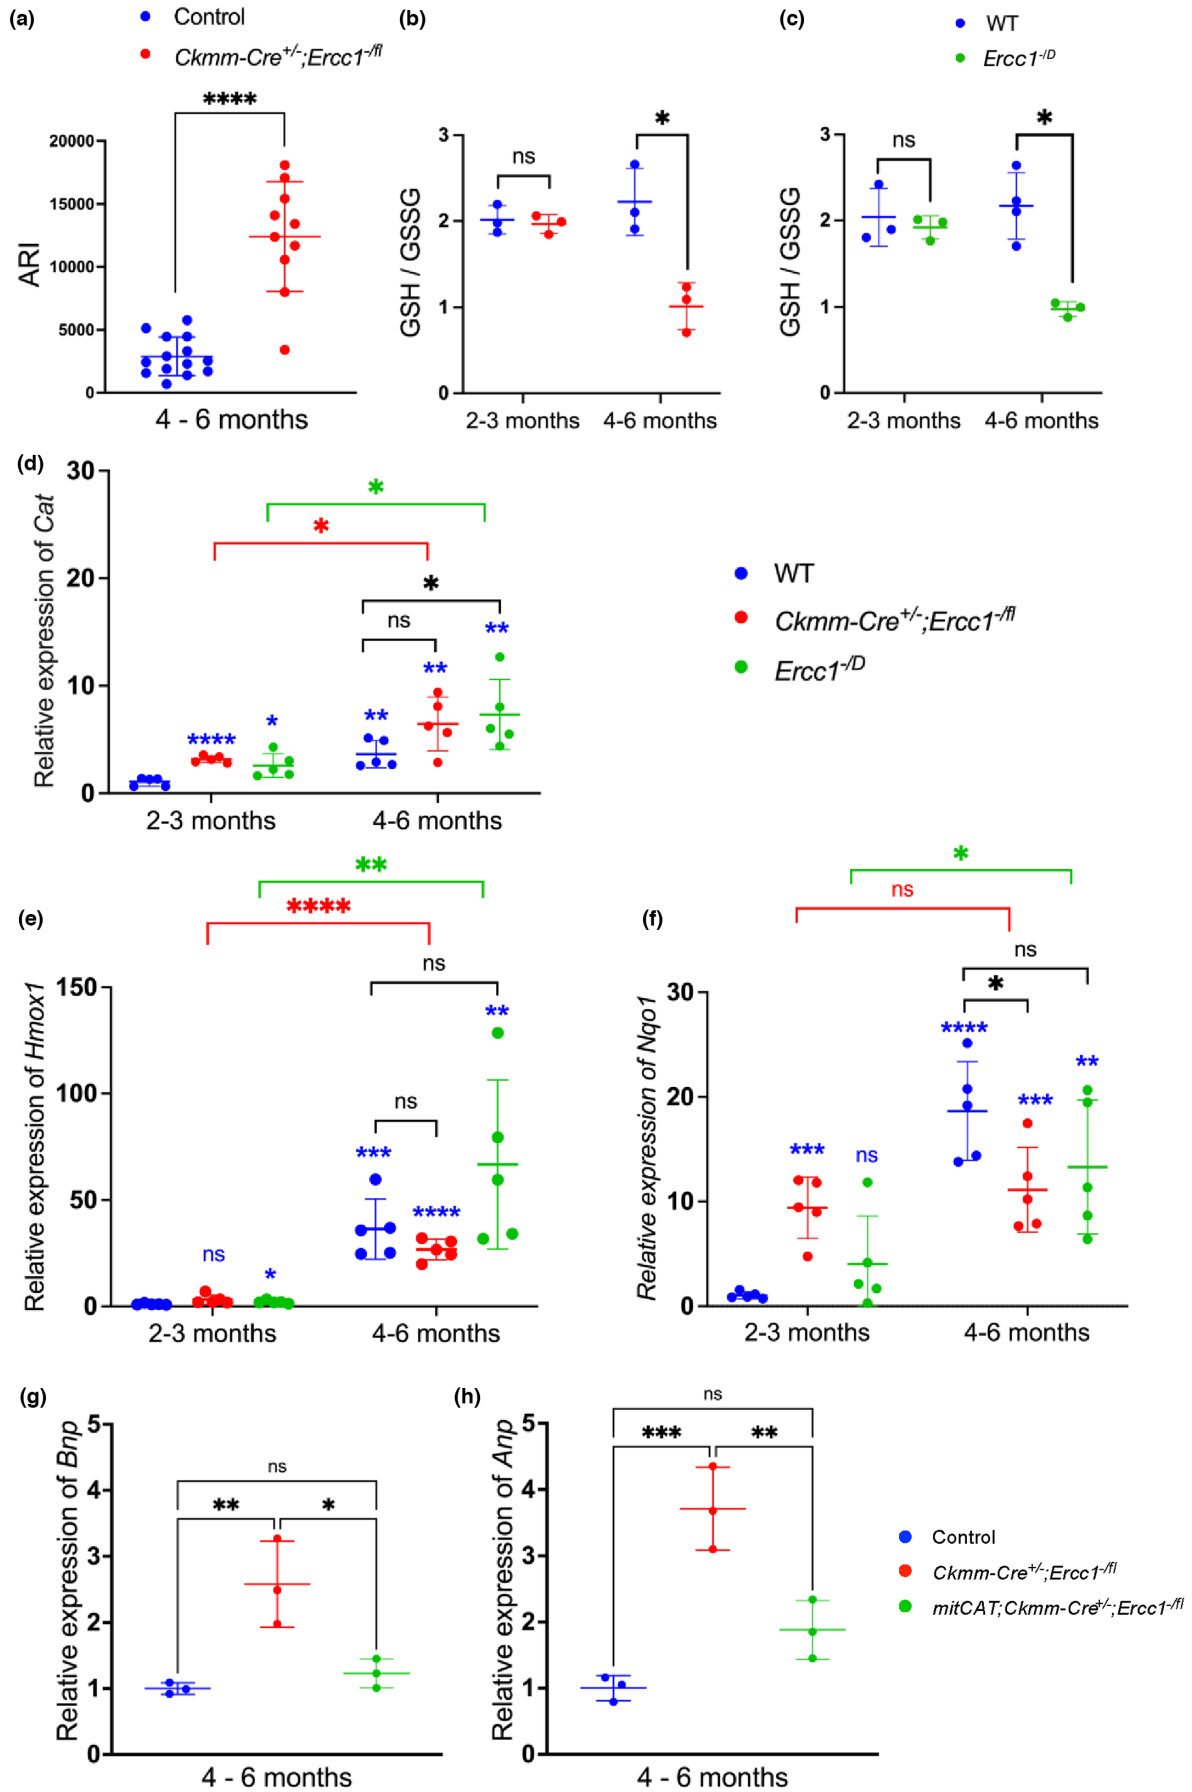 (a)
Control
Ckmm-Cre+/-;Ercc1-/fl
****
ARI
20000
15000
10000
5000
0
4 - 6 months
(b)
GSH / GSSG
3
2
1
0
ns
*
2-3 months
4-6 months
(c)
WT
Ercc1-/D
GSH / GSSG
3
2
1
0
ns
*
2-3 months
4-6 months
(d)
Relative expression of Cat
30
20
10
0
*
*
*
ns
**
**
**
****
*
2-3 months
4-6 months
WT
Ckmm-Cre+/-;Ercc1-/fl
Ercc1-/D
(e)
Relative expression of Hmox1
150
100
50
0
**
****
ns
**
ns
***
****
ns
*
2-3 months
4-6 months
(f)
Relative expression of Nqo1
30
20
10
0
*
ns
ns
*
****
**
***
***
ns
2-3 months
4-6 months
(g)
Relative expression of Bnp
5
4
3
2
1
0
ns
**
*
4 - 6 months
(h)
Relative expression of Anp
5
4
3
2
1
0
ns
***
**
4 - 6 months
Control
Ckmm-Cre+/-;Ercc1-/fl
mitCAT;Ckmm-Cre+/-;Ercc1-/fl